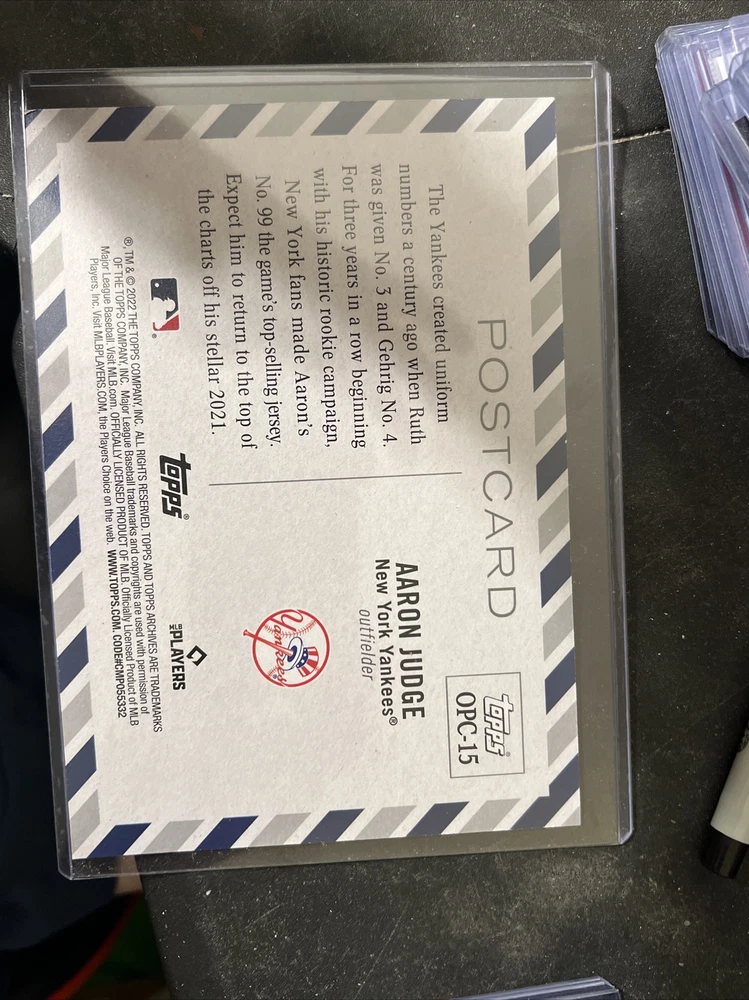 POSTCARD
topps®
OPC-15
The Yankees created uniform
numbers a century ago when Ruth
was given No. 3 and Gehrig No. 4.
For three years in a row beginning
with his historic rookie campaign,
New York fans made Aaron's
No. 99 the game's top-selling jersey.
Expect him to return to the top of
the charts off his stellar 2021.
AARON JUDGE
New York Yankees®
outfielder
Yankees®
topps®
MLB PLAYERS
®, TM & © 2022 THE TOPPS COMPANY, INC. ALL RIGHTS RESERVED. TOPPS AND TOPPS ARCHIVES ARE TRADEMARKS
OF THE TOPPS COMPANY, INC. Major League Baseball trademarks and copyrights are used with permission of
Major League Baseball. Visit MLB.com. OFFICIALLY LICENSED PRODUCT OF MLB. Officially Licensed Product of MLB
Players, Inc. Visit MLBPLAYERS.COM, the Players Choice on the web. WWW.TOPPS.COM. CODE#CMP055332